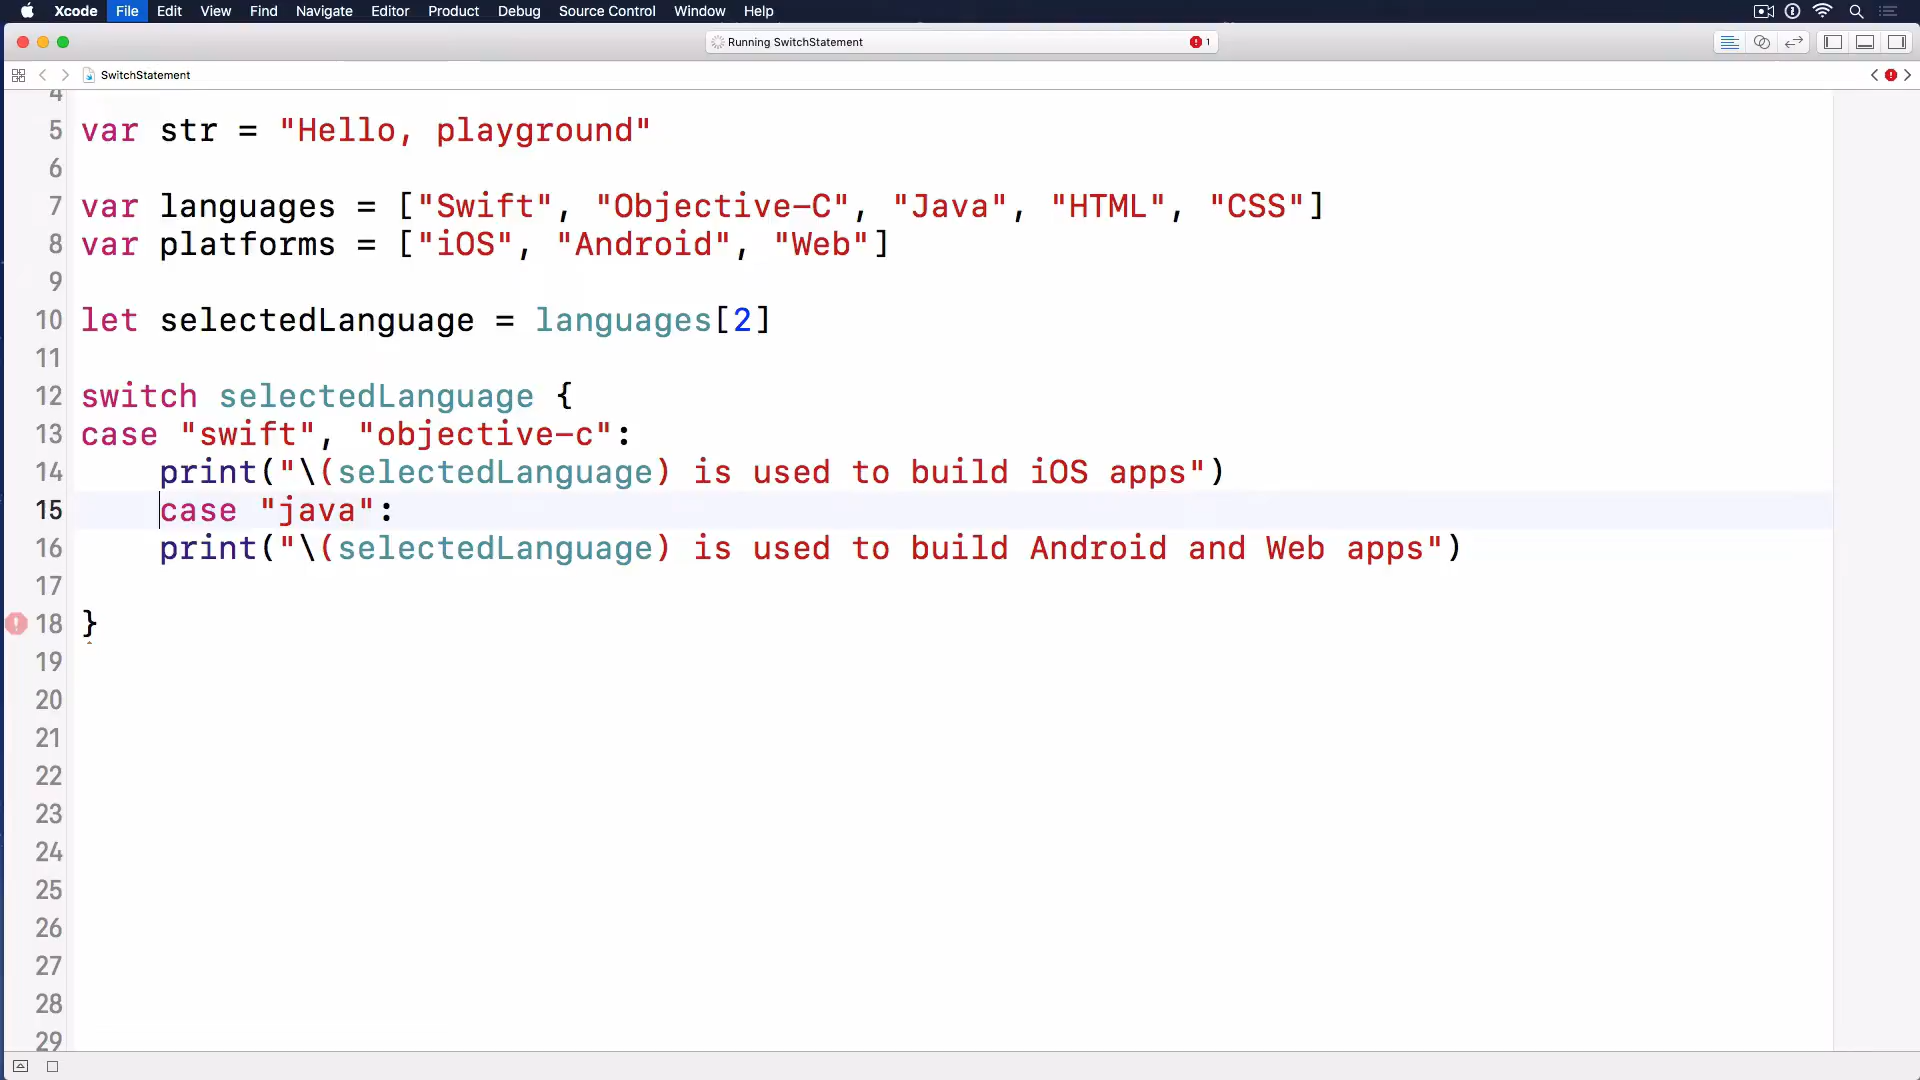 Xcode File Edit View Find Navigate Editor Product Debug Source Control Window Help
Running SwitchStatement 1
SwitchStatement
4
5 var str = "Hello, playground"
6
7 var languages = ["Swift", "Objective-C", "Java", "HTML", "CSS"]
8 var platforms = ["iOS", "Android", "Web"]
9
10 let selectedLanguage = languages[2]
11
12 switch selectedLanguage {
13 case "swift", "objective-c":
14 print("\(selectedLanguage) is used to build iOS apps")
15 case "java":
16 print("\(selectedLanguage) is used to build Android and Web apps")
17
18 }
19
20
21
22
23
24
25
26
27
28
29